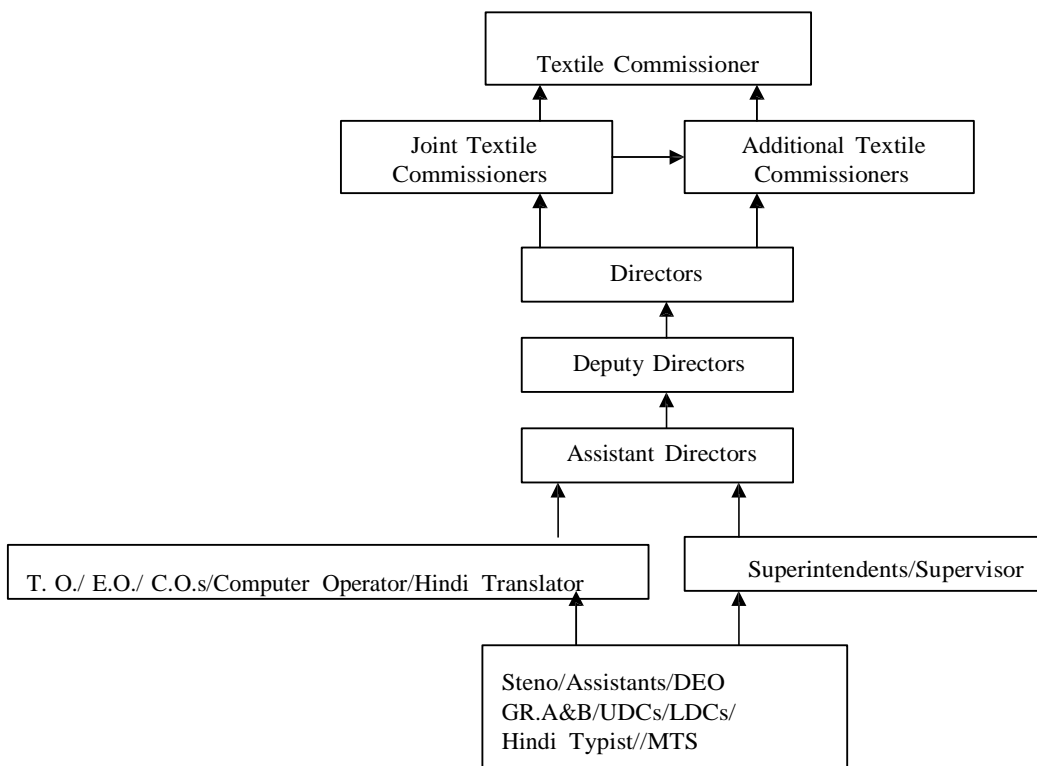 Textile Commissioner
Joint Textile
Commissioners
Additional Textile
Commissioners
Directors
Deputy Directors
Assistant Directors
T. O./ E.O./ C.O.s/Computer Operator/Hindi Translator
Superintendents/Supervisor
Steno/Assistants/DEO
GR.A&B/UDCs/LDCs/
Hindi Typist//MTS